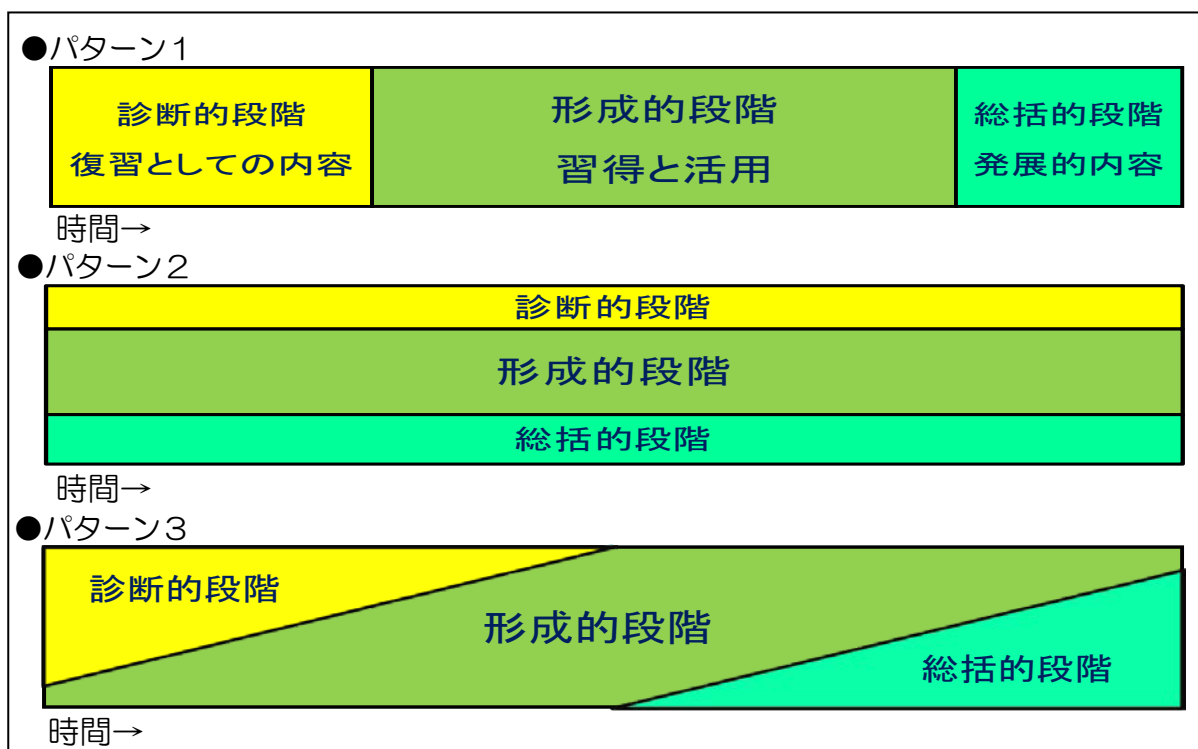 ●パターン１
診断的段階
復習としての内容
形成的段階
習得と活用
総括的段階
発展的内容
時間→
●パターン２
診断的段階
形成的段階
総括的段階
時間→
●パターン３
診断的段階
形成的段階
総括的段階
時間→